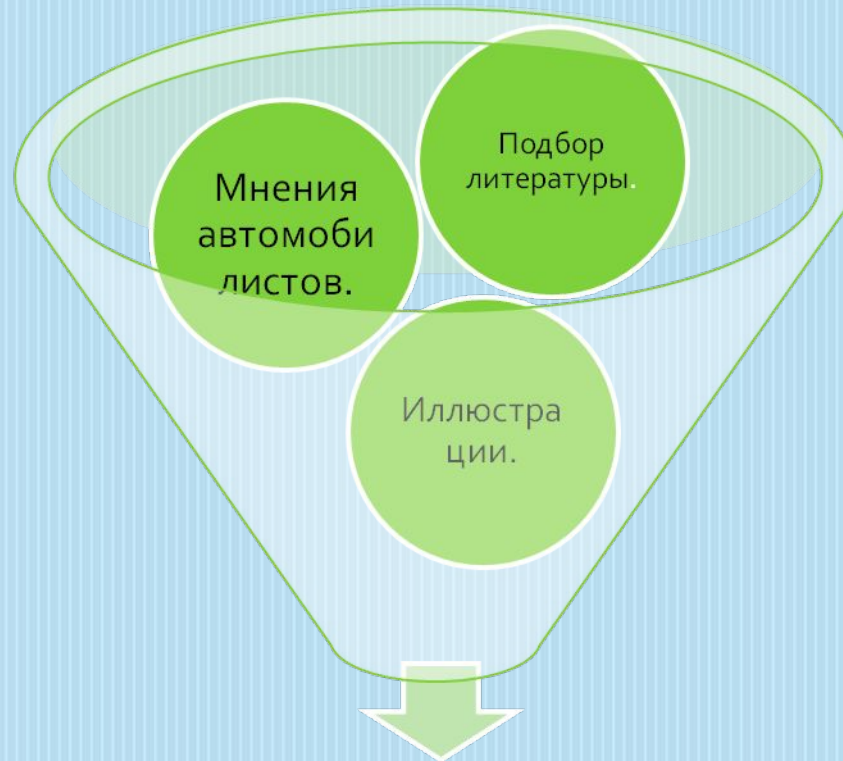 Подбор
литературы.
Мнения
автомоби
листов.
Иллюстра
ции.